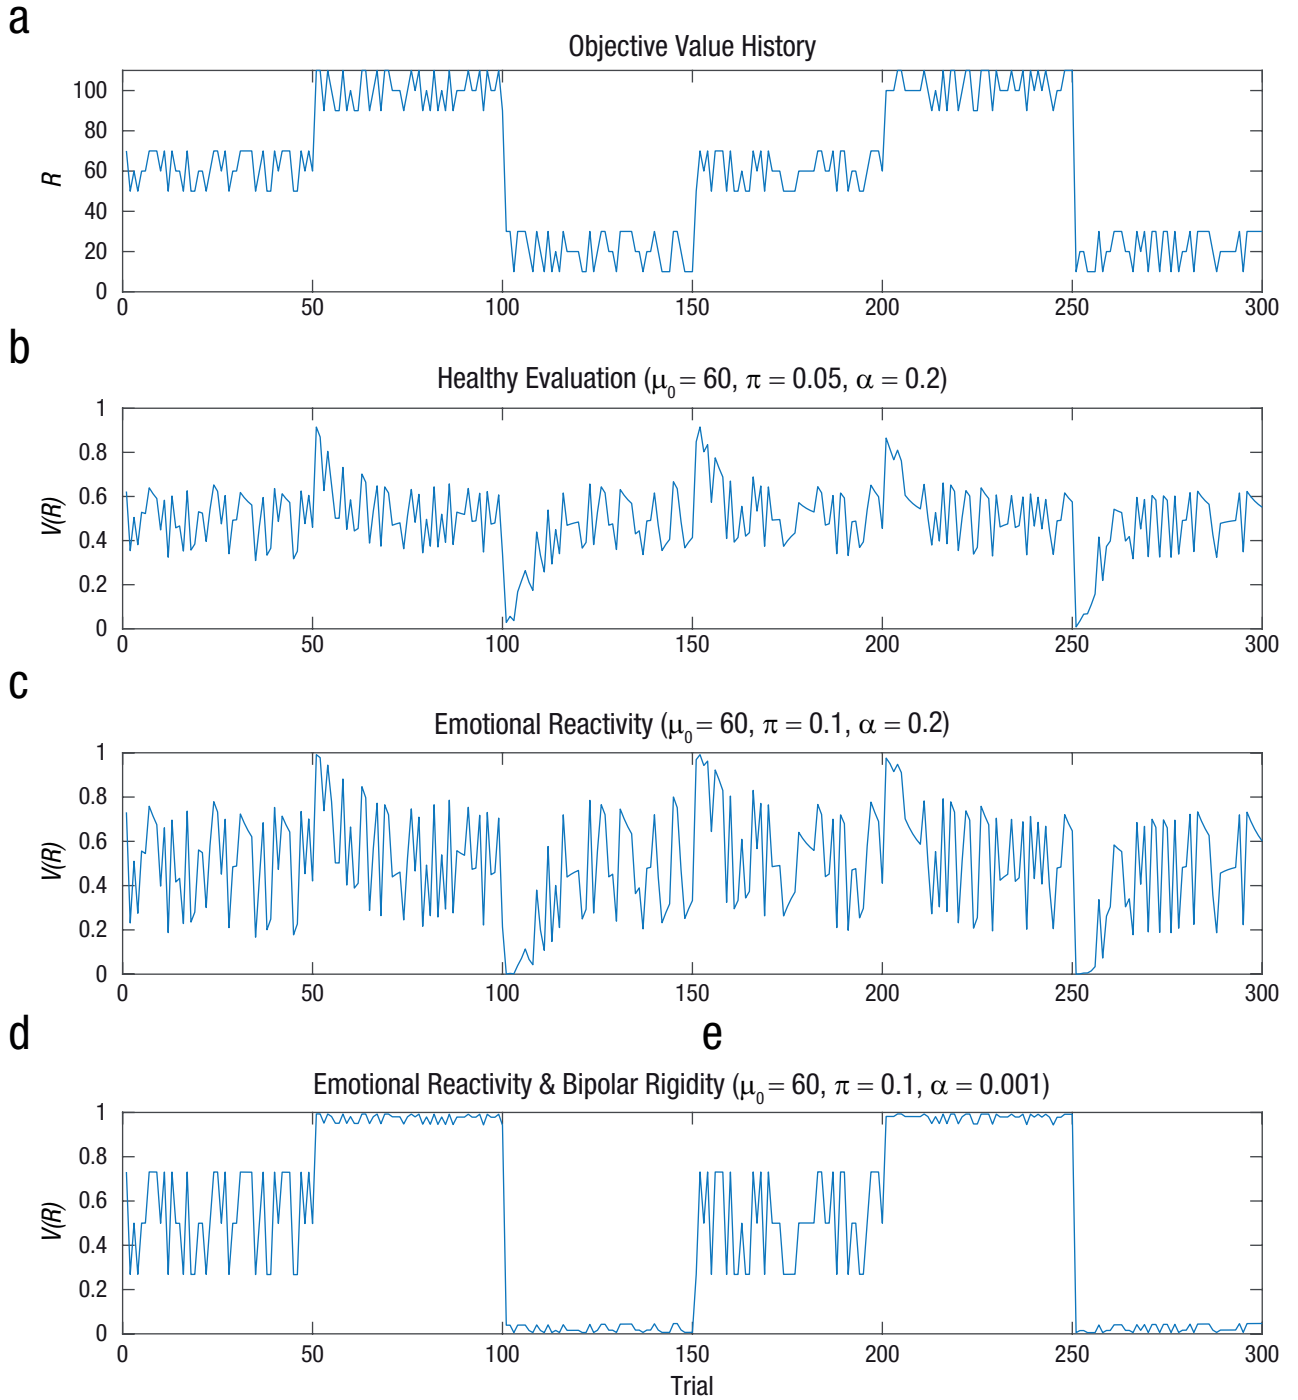 a
Objective Value History
100
80
60
40
20
0
R
0 50 100 150 200 250 300
b
Healthy Evaluation (μ0 = 60, π = 0.05, α = 0.2)
1
0.8
0.6
0.4
0.2
0
V(R)
0 50 100 150 200 250 300
c
Emotional Reactivity (μ0 = 60, π = 0.1, α = 0.2)
1
0.8
0.6
0.4
0.2
0
V(R)
0 50 100 150 200 250 300
d e
Emotional Reactivity & Bipolar Rigidity (μ0 = 60, π = 0.1, α = 0.001)
1
0.8
0.6
0.4
0.2
0
V(R)
0 50 100 150 200 250 300
Trial